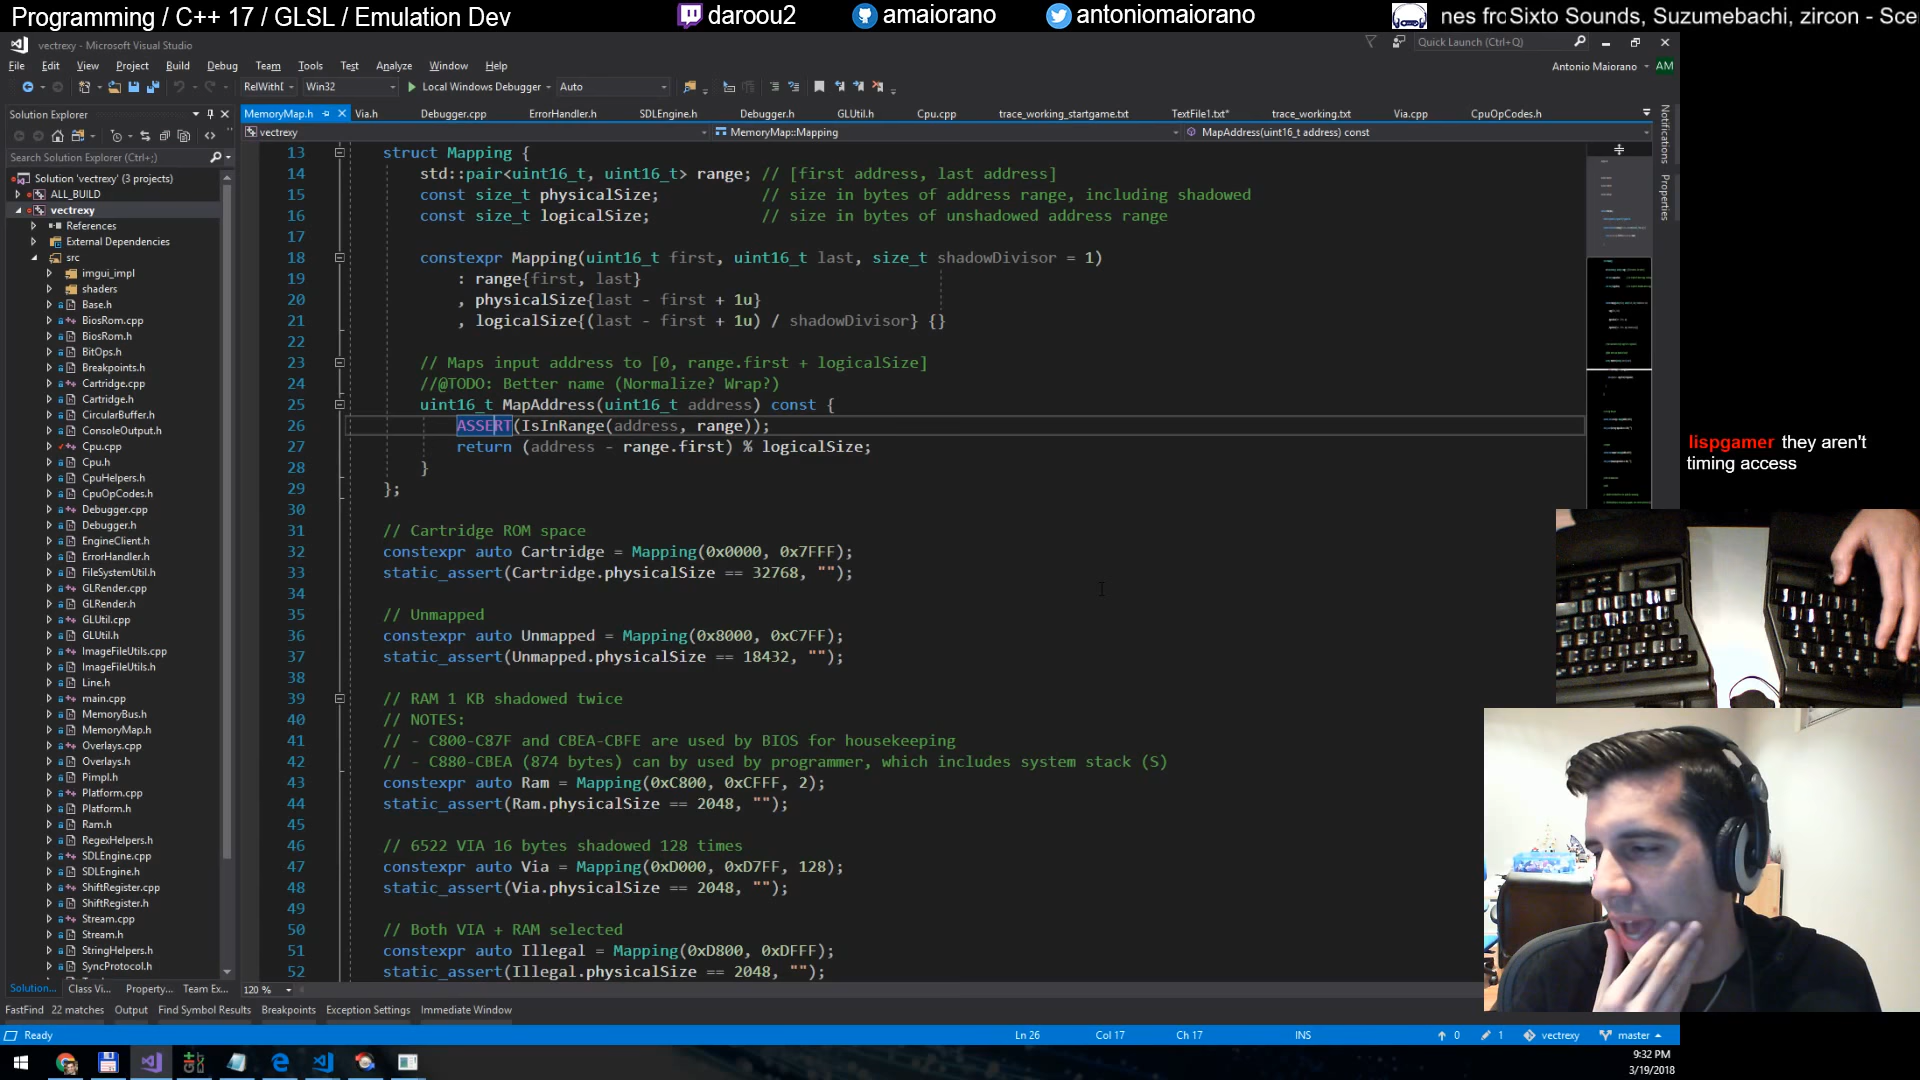 Programming / C++ 17 / GLSL / Emulation Dev
daroou2
amaiorano
antoniomaiorano
nes frc Sixto Sounds, Suzumebachi, zircon - Sce
vectrexy - Microsoft Visual Studio
Quick Launch (Ctrl+Q)
File Edit View Project Build Debug Team Tools Test Analyze Window Help
Antonio Maiorano AM
RelWithI Win32 Local Windows Debugger Auto
Solution Explorer
MemoryMap.h Via.h Debugger.cpp ErrorHandler.h SDLEngine.h Debugger.h GLUtil.h Cpu.cpp trace_working_startgame.txt TextFile1.txt* trace_working.txt Via.cpp CpuOpCodes.h
vectrexy MemoryMap::Mapping MapAddress(uint16_t address) const
Notifications
Properties
Search Solution Explorer (Ctrl+;)
Solution 'vectrexy' (3 projects)
ALL_BUILD
vectrexy
References
External Dependencies
src
imgui_impl
shaders
Base.h
BiosRom.cpp
BiosRom.h
BitOps.h
Breakpoints.h
Cartridge.cpp
Cartridge.h
CircularBuffer.h
ConsoleOutput.h
Cpu.cpp
Cpu.h
CpuHelpers.h
CpuOpCodes.h
Debugger.cpp
Debugger.h
EngineClient.h
ErrorHandler.h
FileSystemUtil.h
GLRender.cpp
GLRender.h
GLUtil.cpp
GLUtil.h
ImageFileUtils.cpp
ImageFileUtils.h
Line.h
main.cpp
MemoryBus.h
MemoryMap.h
Overlays.cpp
Overlays.h
Pimpl.h
Platform.cpp
Platform.h
Ram.h
RegexHelpers.h
SDLEngine.cpp
SDLEngine.h
ShiftRegister.cpp
ShiftRegister.h
Stream.cpp
Stream.h
StringHelpers.h
SyncProtocol.h
13 struct Mapping {
14 std::pair<uint16_t, uint16_t> range; // [first address, last address]
15 const size_t physicalSize; // size in bytes of address range, including shadowed
16 const size_t logicalSize; // size in bytes of unshadowed address range
17
18 constexpr Mapping(uint16_t first, uint16_t last, size_t shadowDivisor = 1)
19 : range{first, last}
20 , physicalSize{last - first + 1u}
21 , logicalSize{(last - first + 1u) / shadowDivisor} {}
22
23 // Maps input address to [0, range.first + logicalSize]
24 //@TODO: Better name (Normalize? Wrap?)
25 uint16_t MapAddress(uint16_t address) const {
26 ASSERT(IsInRange(address, range));
27 return (address - range.first) % logicalSize;
28 }
29 };
30
31 // Cartridge ROM space
32 constexpr auto Cartridge = Mapping(0x0000, 0x7FFF);
33 static_assert(Cartridge.physicalSize == 32768, "");
34
35 // Unmapped
36 constexpr auto Unmapped = Mapping(0x8000, 0xC7FF);
37 static_assert(Unmapped.physicalSize == 18432, "");
38
39 // RAM 1 KB shadowed twice
40 // NOTES:
41 // - C800-C87F and CBEA-CBFE are used by BIOS for housekeeping
42 // - C880-CBEA (874 bytes) can by used by programmer, which includes system stack (S)
43 constexpr auto Ram = Mapping(0xC800, 0xCFFF, 2);
44 static_assert(Ram.physicalSize == 2048, "");
45
46 // 6522 VIA 16 bytes shadowed 128 times
47 constexpr auto Via = Mapping(0xD000, 0xD7FF, 128);
48 static_assert(Via.physicalSize == 2048, "");
49
50 // Both VIA + RAM selected
51 constexpr auto Illegal = Mapping(0xD800, 0xDFFF);
52 static_assert(Illegal.physicalSize == 2048, "");
lispgamer they aren't
timing access
Solution... Class Vi... Property... Team Ex... 120 %
FastFind 22 matches Output Find Symbol Results Breakpoints Exception Settings Immediate Window
Ready Ln 26 Col 17 Ch 17 INS 0 1 vectrexy master
9:32 PM
3/19/2018